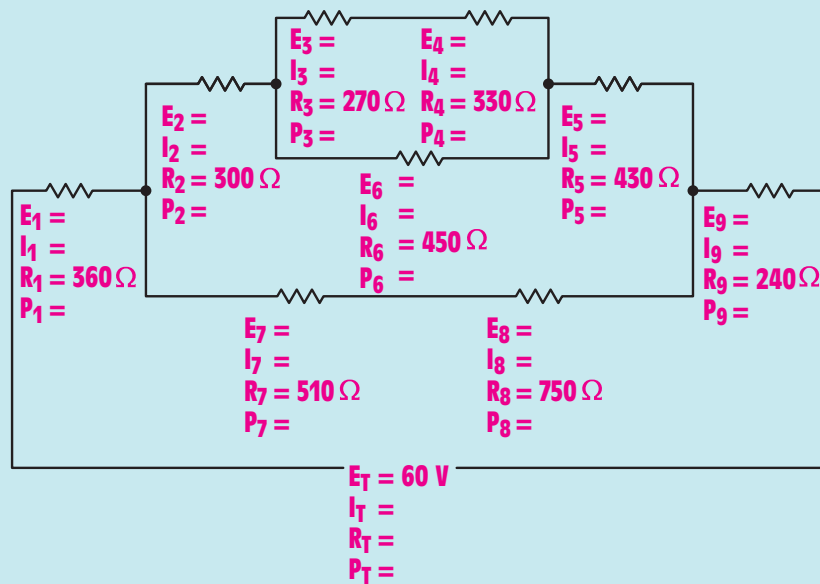 E3 =
I3 =
R3 = 270 Ω
P3 =
E4 =
I4 =
R4 = 330 Ω
P4 =
E2 =
I2 =
R2 = 300 Ω
P2 =
E5 =
I5 =
R5 = 430 Ω
P5 =
E6 =
I6 =
R6 = 450 Ω
P6 =
E1 =
I1 =
R1 = 360 Ω
P1 =
E9 =
I9 =
R9 = 240 Ω
P9 =
E7 =
I7 =
R7 = 510 Ω
P7 =
E8 =
I8 =
R8 = 750 Ω
P8 =
ET = 60 V
IT =
RT =
PT =